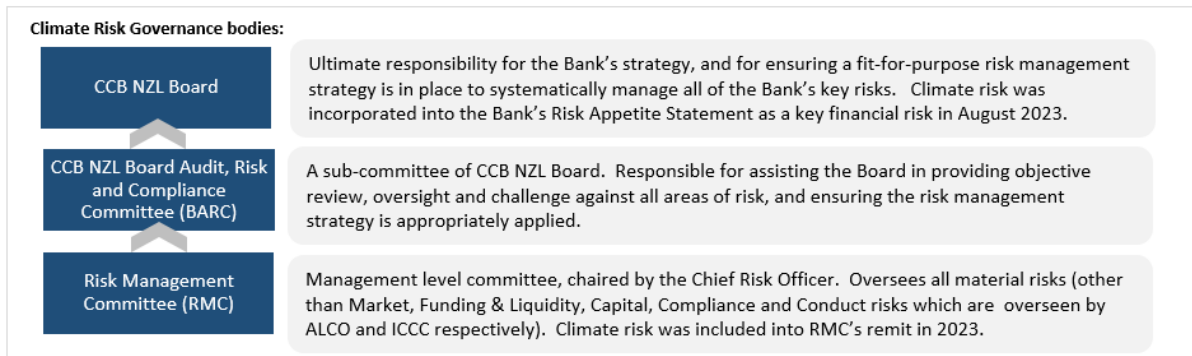 Climate Risk Governance bodies:
CCB NZL Board
Ultimate responsibility for the Bank's strategy, and for ensuring a fit-for-purpose risk management
strategy is in place to systematically manage all of the Bank's key risks.   Climate risk was
incorporated into the Bank's Risk Appetite Statement as a key financial risk in August 2023.
CCB NZL Board Audit, Risk
and Compliance
Committee (BARC)
A sub-committee of CCB NZL Board.  Responsible for assisting the Board in providing objective
review, oversight and challenge against all areas of risk, and ensuring the risk management
strategy is appropriately applied.
Risk Management
Committee (RMC)
Management level committee, chaired by the Chief Risk Officer.  Oversees all material risks (other
than Market, Funding & Liquidity, Capital, Compliance and Conduct risks which are  overseen by
ALCO and ICCC respectively).  Climate risk was included into RMC's remit in 2023.